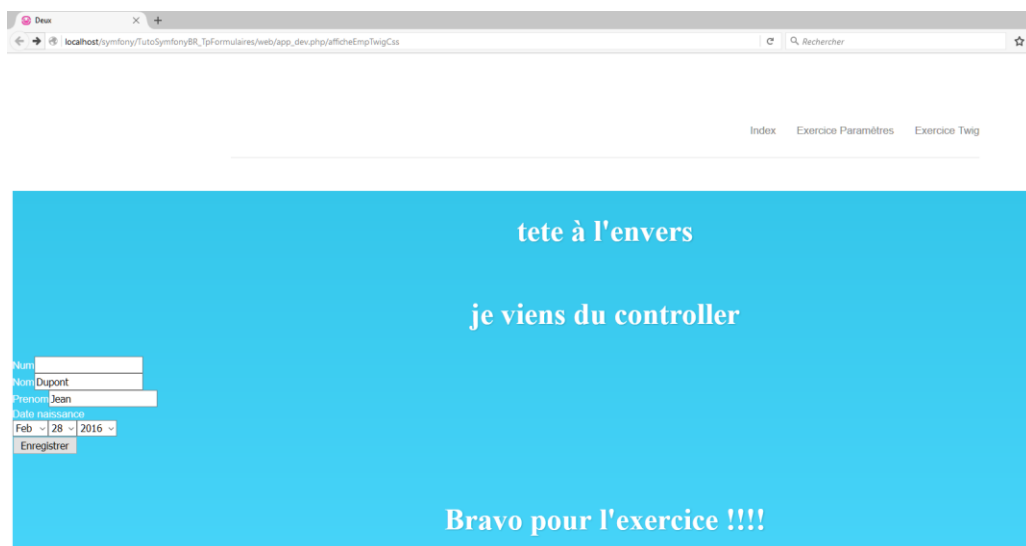 Deux
localhost/symfony/TutoSymfonyBR_TpFormulaires/web/app_dev.php/afficheEmpTwigCss
Rechercher
Index Exercice Paramètres Exercice Twig
tete à l'envers
je viens du controller
Num
Nom Dupont
Prenom Jean
Date naissance
Feb 28 2016
Enregistrer
Bravo pour l'exercice !!!!